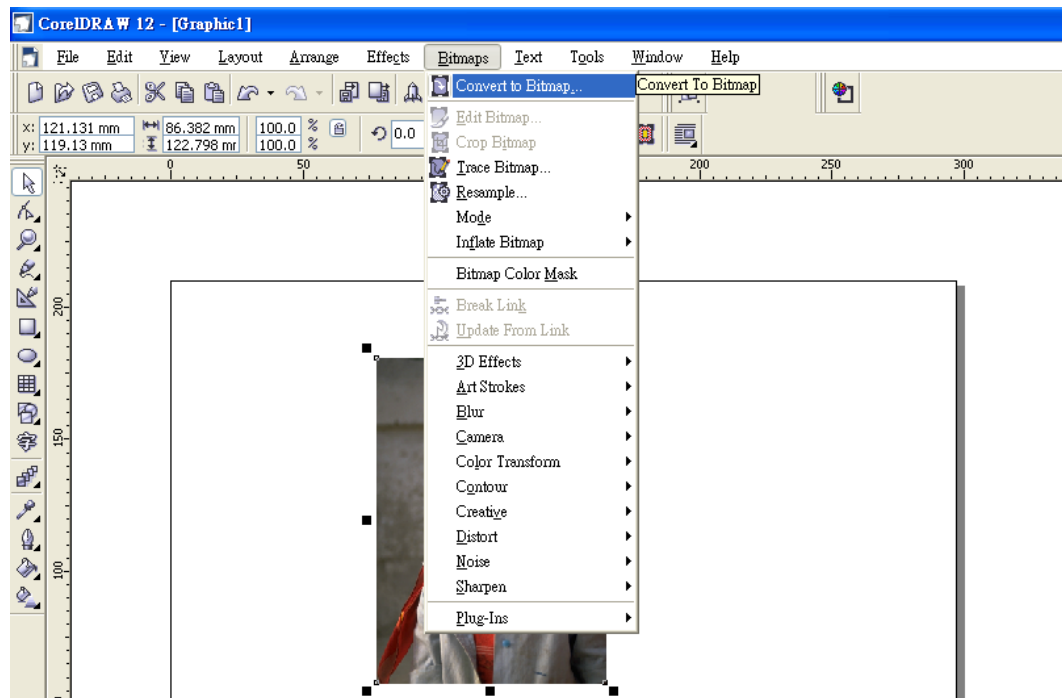 CorelDRAW 12 - [Graphic1]
File Edit View Layout Arrange Effects Bitmaps Text Tools Window Help
Convert to Bitmap...
Convert To Bitmap
x: 121.131 mm 86.382 mm 100.0 % 0.0
y: 119.13 mm 122.798 mr 100.0 %
Edit Bitmap...
Crop Bitmap
Trace Bitmap...
Resample...
Mode
Inflate Bitmap
Bitmap Color Mask
Break Link
Update From Link
3D Effects
Art Strokes
Blur
Camera
Color Transform
Contour
Creative
Distort
Noise
Sharpen
Plug-Ins
0 50 200 250 300
200
150
100
字